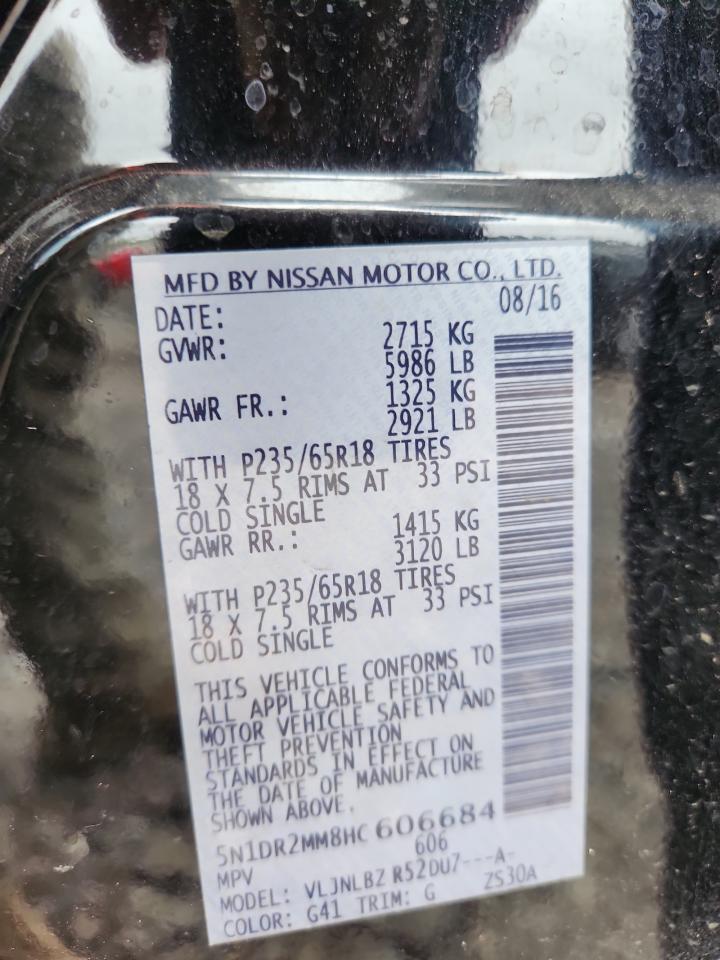 MFD BY NISSAN MOTOR CO., LTD.
DATE: 08/16
GVWR: 2715 KG
5986 LB
GAWR FR.: 1325 KG
2921 LB
WITH P235/65R18 TIRES
18 X 7.5 RIMS AT 33 PSI
COLD SINGLE
GAWR RR.: 1415 KG
3120 LB
WITH P235/65R18 TIRES
18 X 7.5 RIMS AT 33 PSI
COLD SINGLE
THIS VEHICLE CONFORMS TO
ALL APPLICABLE FEDERAL
MOTOR VEHICLE SAFETY AND
THEFT PREVENTION
STANDARDS IN EFFECT ON
THE DATE OF MANUFACTURE
SHOWN ABOVE.
5N1DR2MM8HC 606684
MPV 606
MODEL: VLJNLBZ R52DU7---A-
COLOR: G41 TRIM: G ZS30A